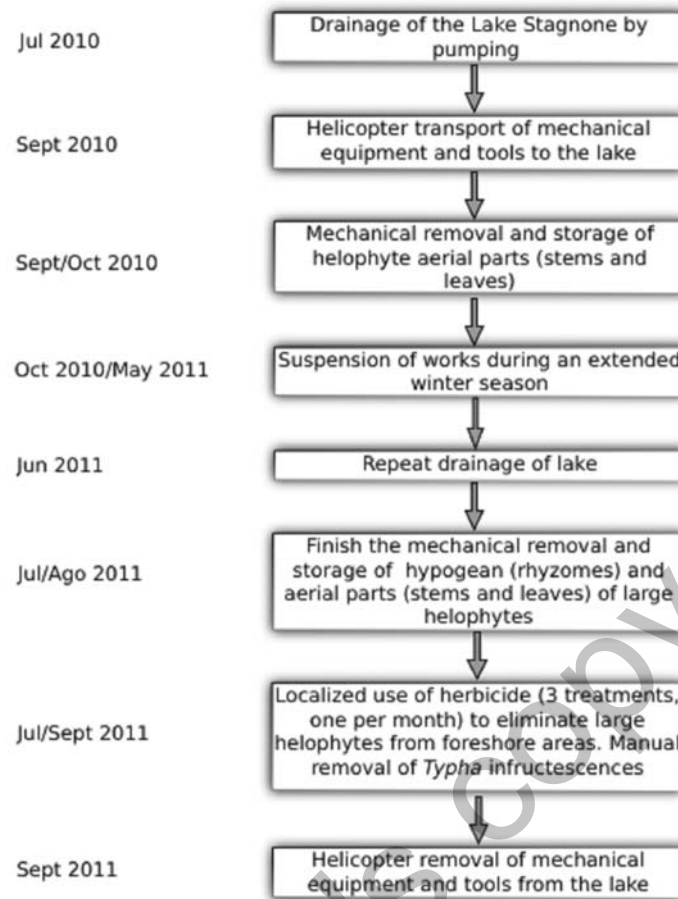 Jul 2010
Drainage of the Lake Stagnone by
pumping
Sept 2010
Helicopter transport of mechanical
equipment and tools to the lake
Sept/Oct 2010
Mechanical removal and storage of
helophyte aerial parts (stems and
leaves)
Oct 2010/May 2011
Suspension of works during an extended
winter season
Jun 2011
Repeat drainage of lake
Jul/Ago 2011
Finish the mechanical removal and
storage of hypogean (rhyzomes) and
aerial parts (stems and leaves) of large
helophytes
Jul/Sept 2011
Localized use of herbicide (3 treatments,
one per month) to eliminate large
helophytes from foreshore areas. Manual
removal of Typha infructescences
Sept 2011
Helicopter removal of mechanical
equipment and tools from the lake
copy